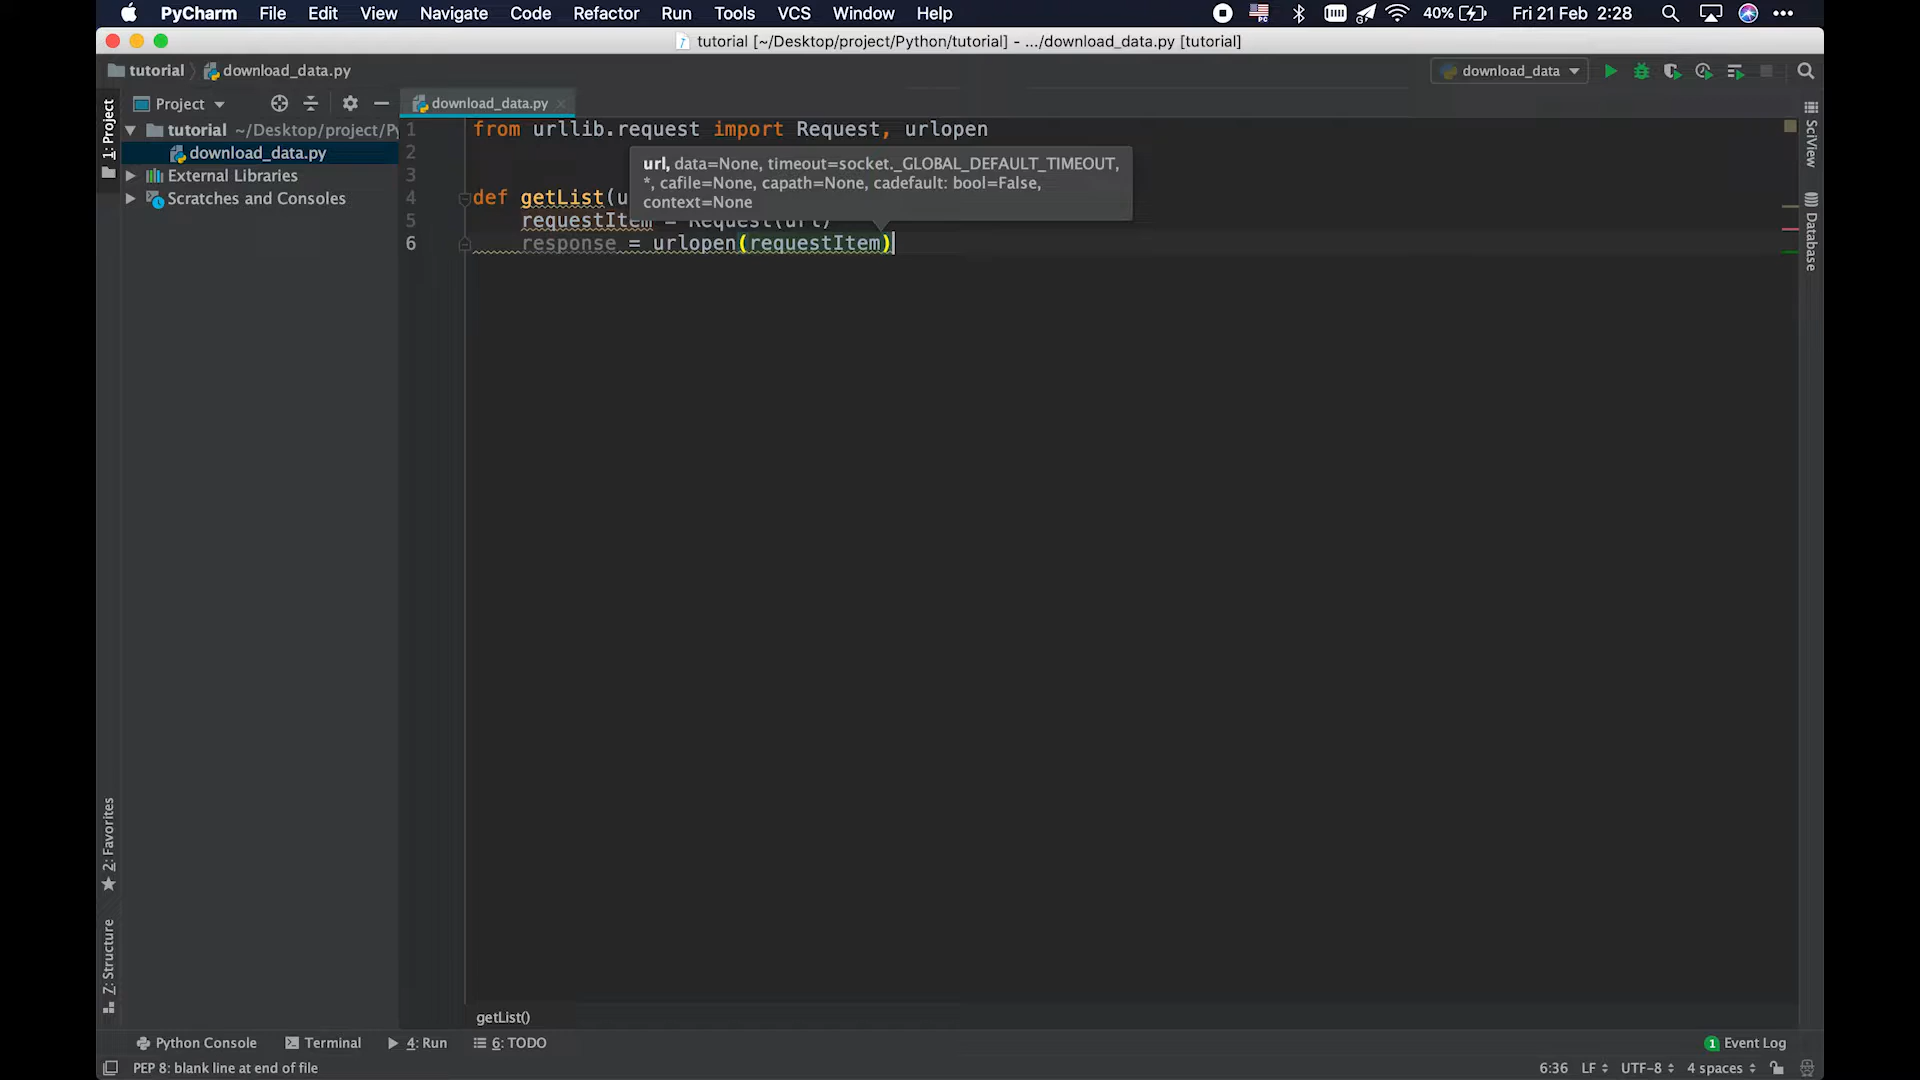 PyCharm File Edit View Navigate Code Refactor Run Tools VCS Window Help 40% Fri 21 Feb 2:28
tutorial [~/Desktop/project/Python/tutorial] - .../download_data.py [tutorial]
tutorial download_data.py download_data
1: Project
Project
download_data.py
tutorial ~/Desktop/project/Py
download_data.py
External Libraries
Scratches and Consoles
1 from urllib.request import Request, urlopen
2
3
url, data=None, timeout=socket._GLOBAL_DEFAULT_TIMEOUT,
*, cafile=None, capath=None, cadefault: bool=False,
context=None
4 def getList(u
5 requestItem = Request(url)
6 response = urlopen(requestItem)
SciView
Database
2: Favorites
Z: Structure
getList()
Python Console Terminal 4: Run 6: TODO 1 Event Log
PEP 8: blank line at end of file 6:36 LF UTF-8 4 spaces